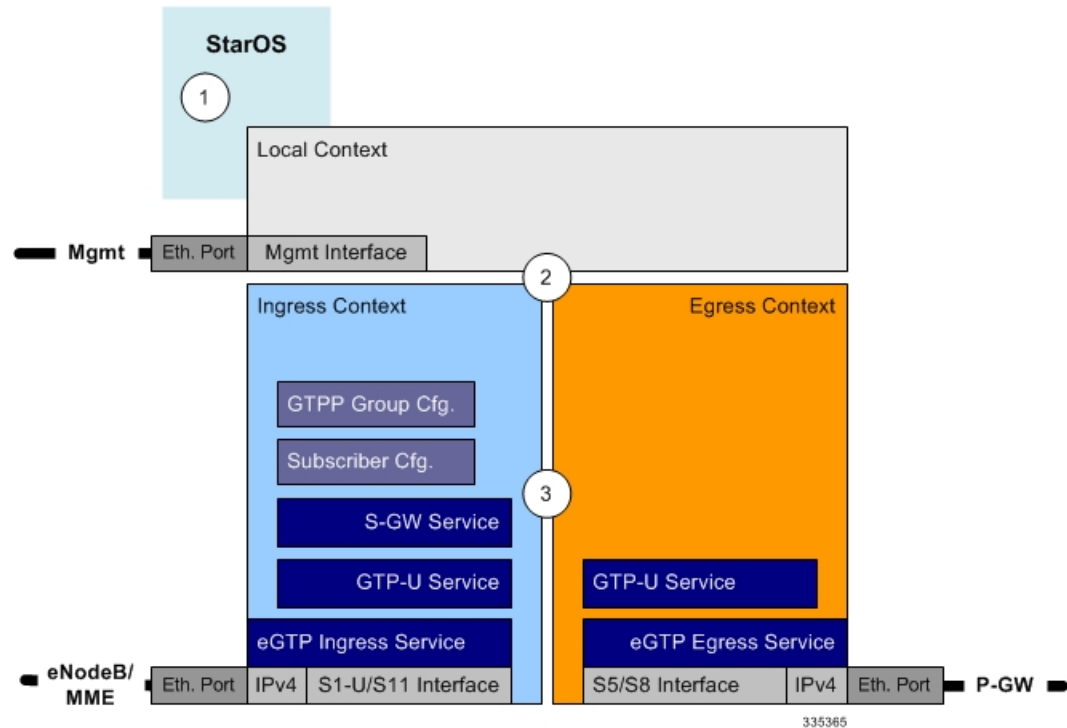 StarOS
1
Local Context
Mgmt
Eth. Port
Mgmt Interface
2
Ingress Context
Egress Context
GTPP Group Cfg.
Subscriber Cfg.
3
S-GW Service
GTP-U Service
GTP-U Service
eGTP Ingress Service
eGTP Egress Service
eNodeB/
MME
Eth. Port
IPv4
S1-U/S11 Interface
S5/S8 Interface
IPv4
Eth. Port
P-GW
335365